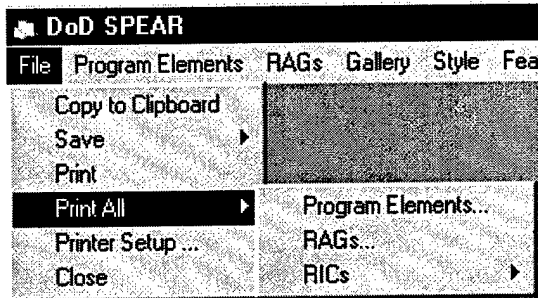 DoD SPEAR
File Program Elements RAGs Gallery Style Fea
Copy to Clipboard
Save
Print
Print All Program Elements...
Printer Setup ... RAGs...
Close RICs